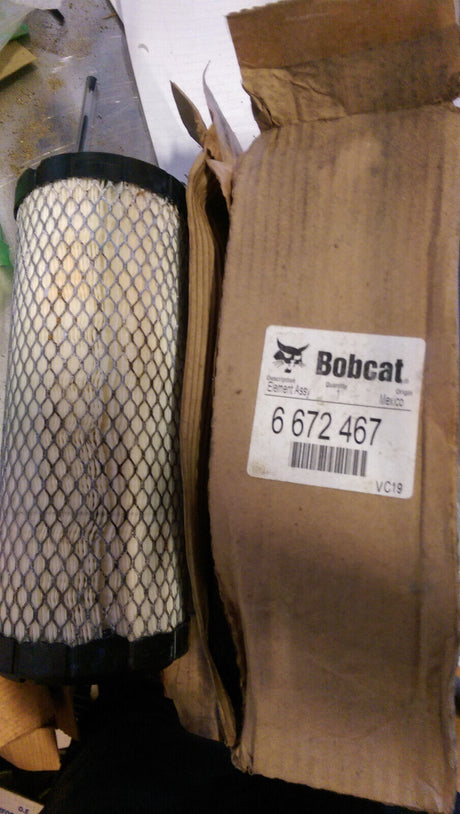 Bobcat®
Description Quantity Origin
Element Assy 1 Mexico
6 672 467
VC19